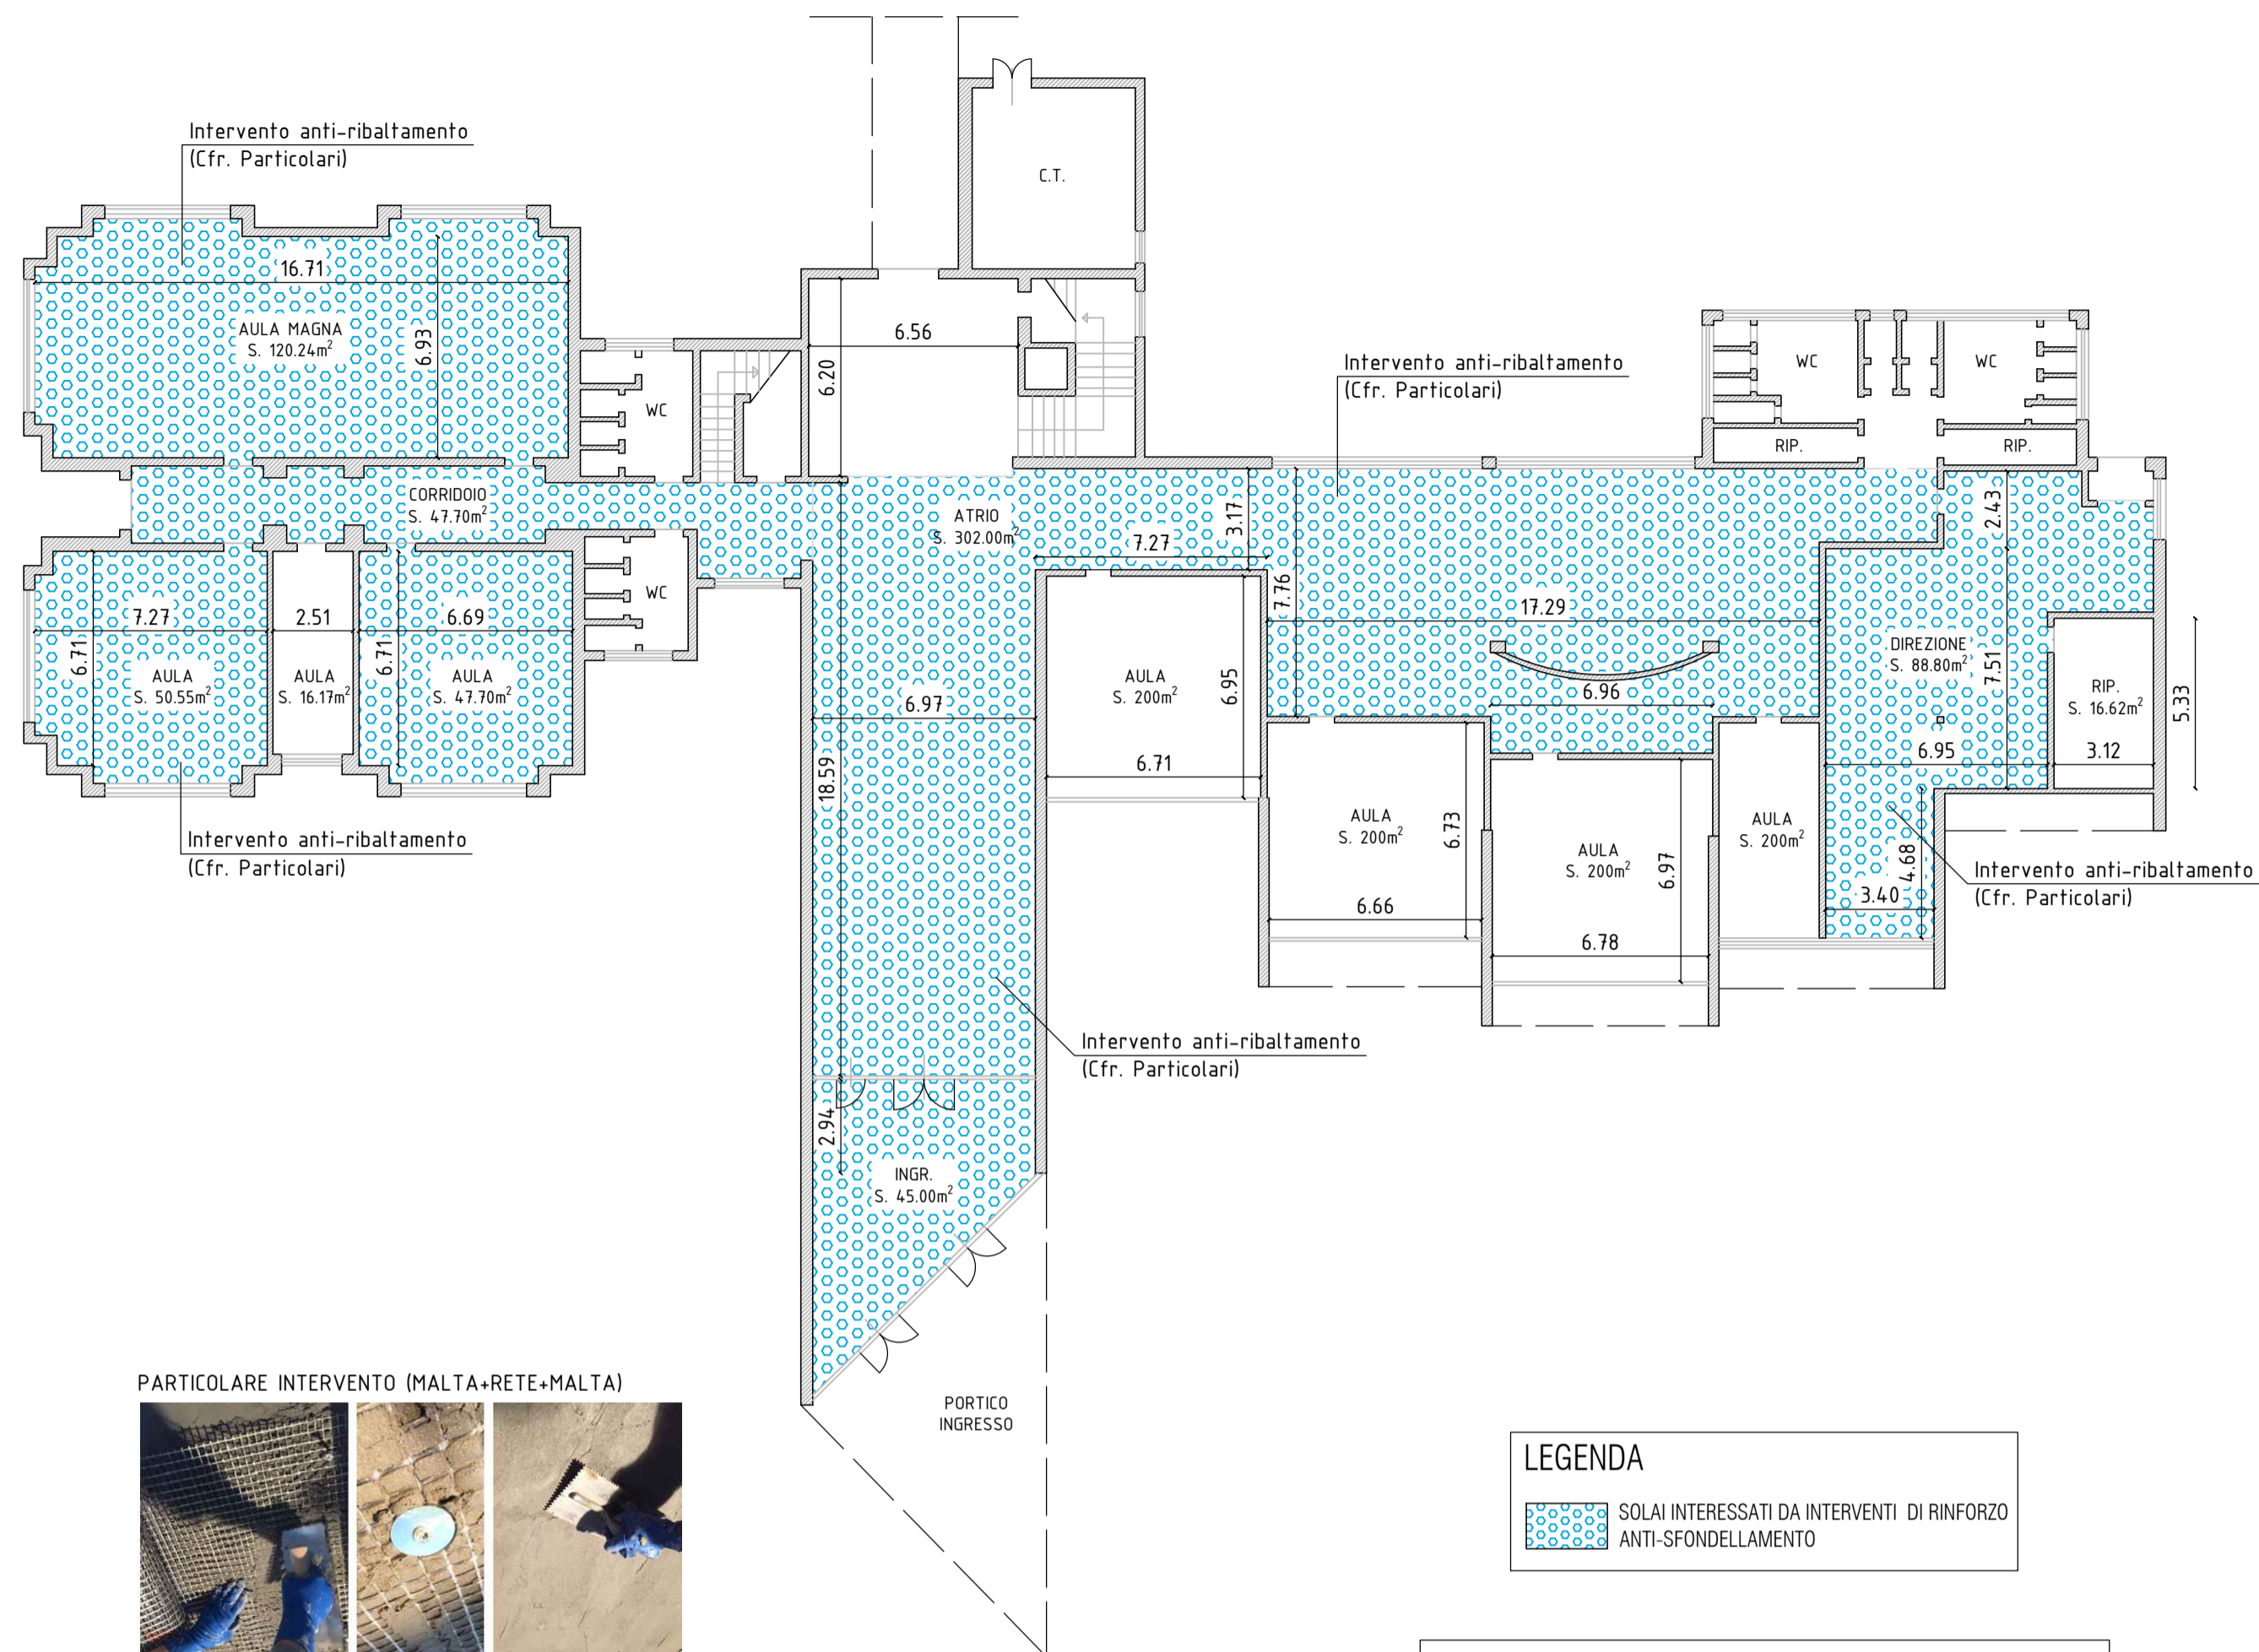 Intervento anti-ribaltamento
(Cfr. Particolari)
C.T.
16.71
AULA MAGNA
S. 120.24m²
6.93
6.56
6.20
WC
Intervento anti-ribaltamento
(Cfr. Particolari)
WC
WC
RIP.
RIP.
CORRIDOIO
S. 47.70m²
ATRIO
S. 302.00m²
3.17
7.27
2.43
7.76
17.29
WC
7.27
2.51
6.69
6.71
6.71
AULA
S. 50.55m²
AULA
S. 16.17m²
AULA
S. 47.70m²
AULA
S. 200m²
6.95
6.71
6.97
18.59
6.96
DIREZIONE
S. 88.80m²
7.51
RIP.
S. 16.62m²
5.33
6.95
3.12
AULA
S. 200m²
6.73
6.66
AULA
S. 200m²
6.97
6.78
AULA
S. 200m²
4.68
3.40
Intervento anti-ribaltamento
(Cfr. Particolari)
Intervento anti-ribaltamento
(Cfr. Particolari)
Intervento anti-ribaltamento
(Cfr. Particolari)
2.94
INGR.
S. 45.00m²
PORTICO
INGRESSO
PARTICOLARE INTERVENTO (MALTA+RETE+MALTA)
LEGENDA
SOLAI INTERESSATI DA INTERVENTI DI RINFORZO
ANTI-SFONDELLAMENTO